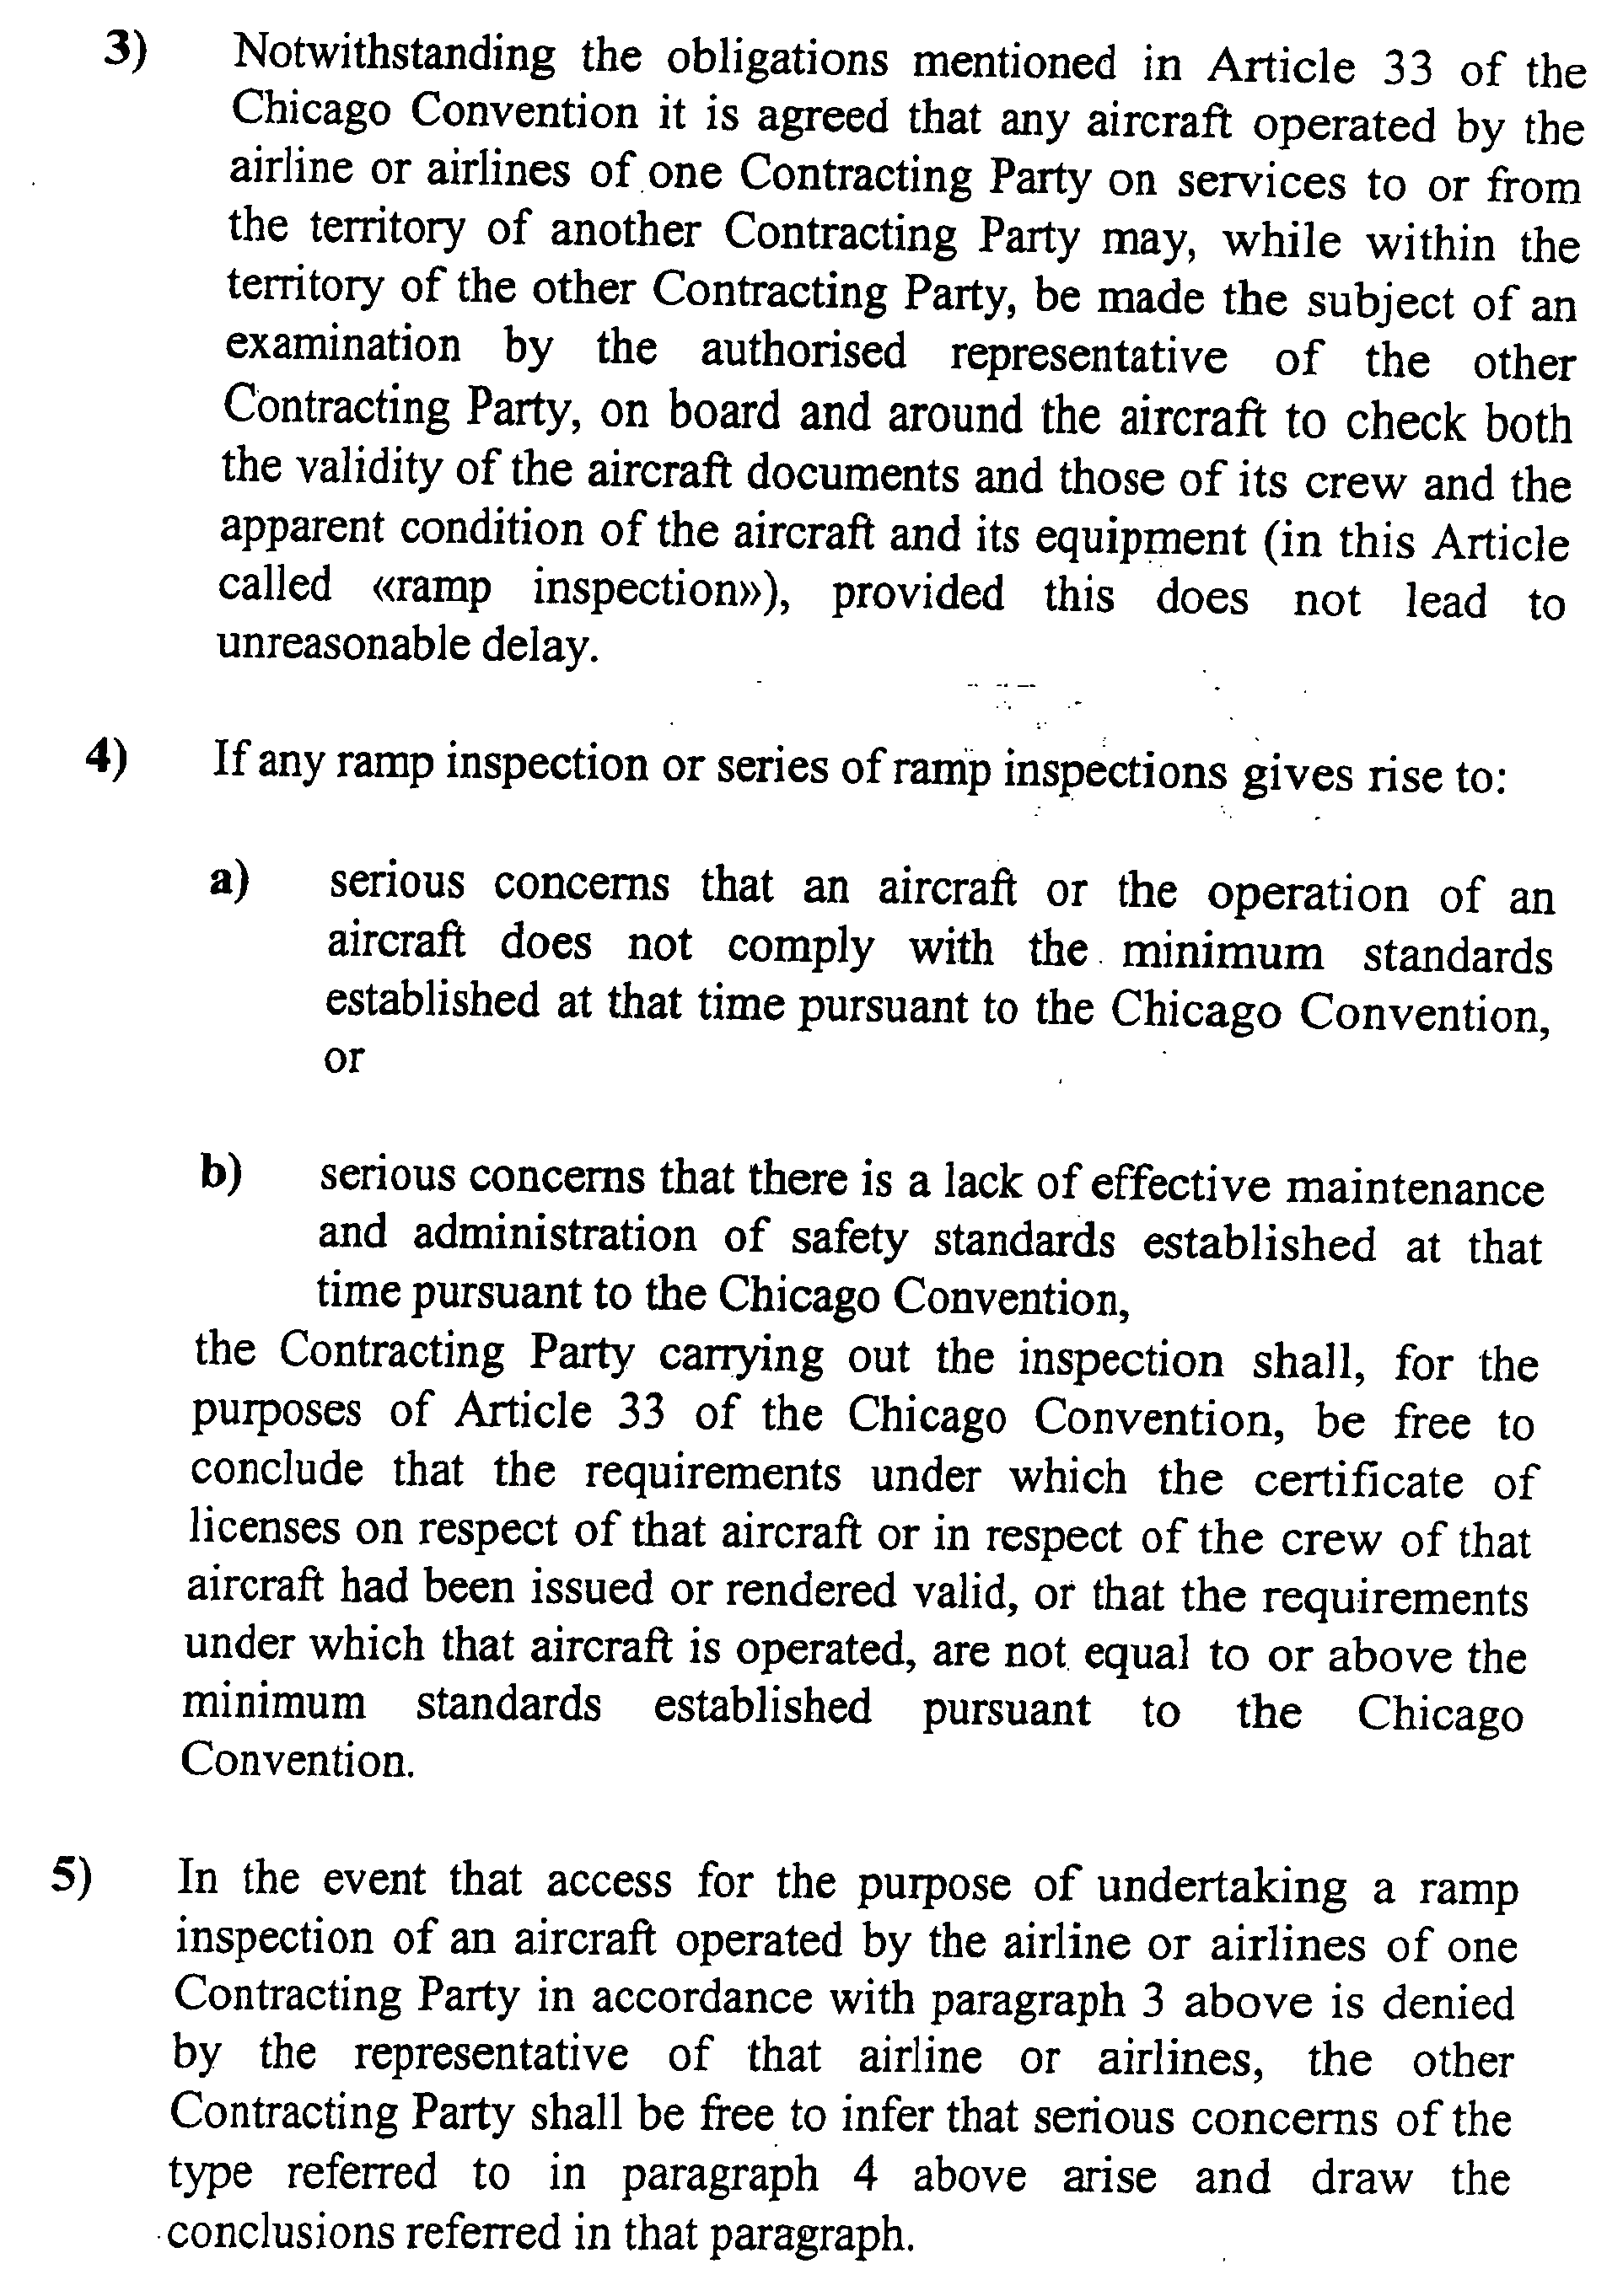 3) Notwithstanding the obligations mentioned in Article 33 of the
Chicago Convention it is agreed that any aircraft operated by the
airline or airlines of one Contracting Party on services to or from
the territory of another Contracting Party may, while within the
territory of the other Contracting Party, be made the subject of an
examination by the authorised representative of the other
Contracting Party, on board and around the aircraft to check both
the validity of the aircraft documents and those of its crew and the
apparent condition of the aircraft and its equipment (in this Article
called «ramp inspection»), provided this does not lead to
unreasonable delay.
4) If any ramp inspection or series of ramp inspections gives rise to:
a) serious concerns that an aircraft or the operation of an
aircraft does not comply with the minimum standards
established at that time pursuant to the Chicago Convention,
or
b) serious concerns that there is a lack of effective maintenance
and administration of safety standards established at that
time pursuant to the Chicago Convention,
the Contracting Party carrying out the inspection shall, for the
purposes of Article 33 of the Chicago Convention, be free to
conclude that the requirements under which the certificate of
licenses on respect of that aircraft or in respect of the crew of that
aircraft had been issued or rendered valid, or that the requirements
under which that aircraft is operated, are not equal to or above the
minimum standards established pursuant to the Chicago
Convention.
5) In the event that access for the purpose of undertaking a ramp
inspection of an aircraft operated by the airline or airlines of one
Contracting Party in accordance with paragraph 3 above is denied
by the representative of that airline or airlines, the other
Contracting Party shall be free to infer that serious concerns of the
type referred to in paragraph 4 above arise and draw the
conclusions referred in that paragraph.